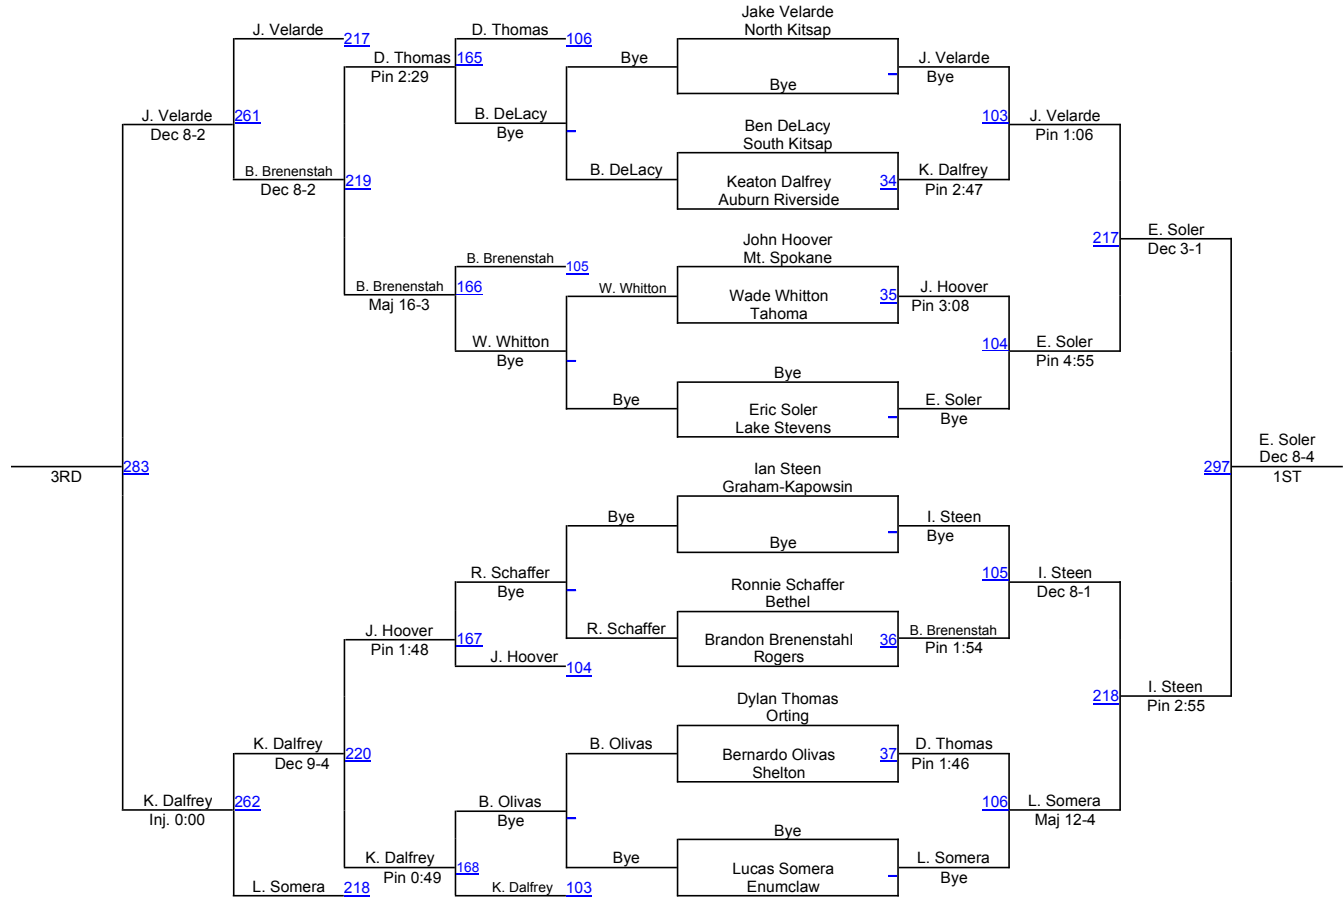 Jake Velarde
North Kitsap
J. Velarde
217
D. Thomas
106
D. Thomas
165
Pin 2:29
Bye
Bye
J. Velarde
Bye
J. Velarde
Dec 8-2
261
B. DeLacy
Bye
103
J. Velarde
Pin 1:06
Ben DeLacy
South Kitsap
B. Brenenstah
Dec 8-2
219
B. DeLacy
Keaton Dalfrey
Auburn Riverside
34
K. Dalfrey
Pin 2:47
217
E. Soler
Dec 3-1
John Hoover
Mt. Spokane
B. Brenenstah
105
B. Brenenstah
166
Maj 16-3
W. Whitton
Wade Whitton
Tahoma
35
J. Hoover
Pin 3:08
W. Whitton
Bye
104
E. Soler
Pin 4:55
Bye
Bye
Eric Soler
Lake Stevens
E. Soler
Bye
283
3RD
297
E. Soler
Dec 8-4
1ST
Ian Steen
Graham-Kapowsin
Bye
Bye
I. Steen
Bye
R. Schaffer
Bye
105
I. Steen
Dec 8-1
Ronnie Schaffer
Bethel
J. Hoover
Pin 1:48
167
R. Schaffer
Brandon Brenenstahl
Rogers
36
B. Brenenstah
Pin 1:54
J. Hoover
104
218
I. Steen
Pin 2:55
Dylan Thomas
Orting
K. Dalfrey
Dec 9-4
220
B. Olivas
Bernardo Olivas
Shelton
37
D. Thomas
Pin 1:46
K. Dalfrey
Inj. 0:00
262
B. Olivas
Bye
106
L. Somera
Maj 12-4
Bye
K. Dalfrey
Pin 0:49
168
Bye
Lucas Somera
Enumclaw
L. Somera
Bye
L. Somera
218
K. Dalfrey
103